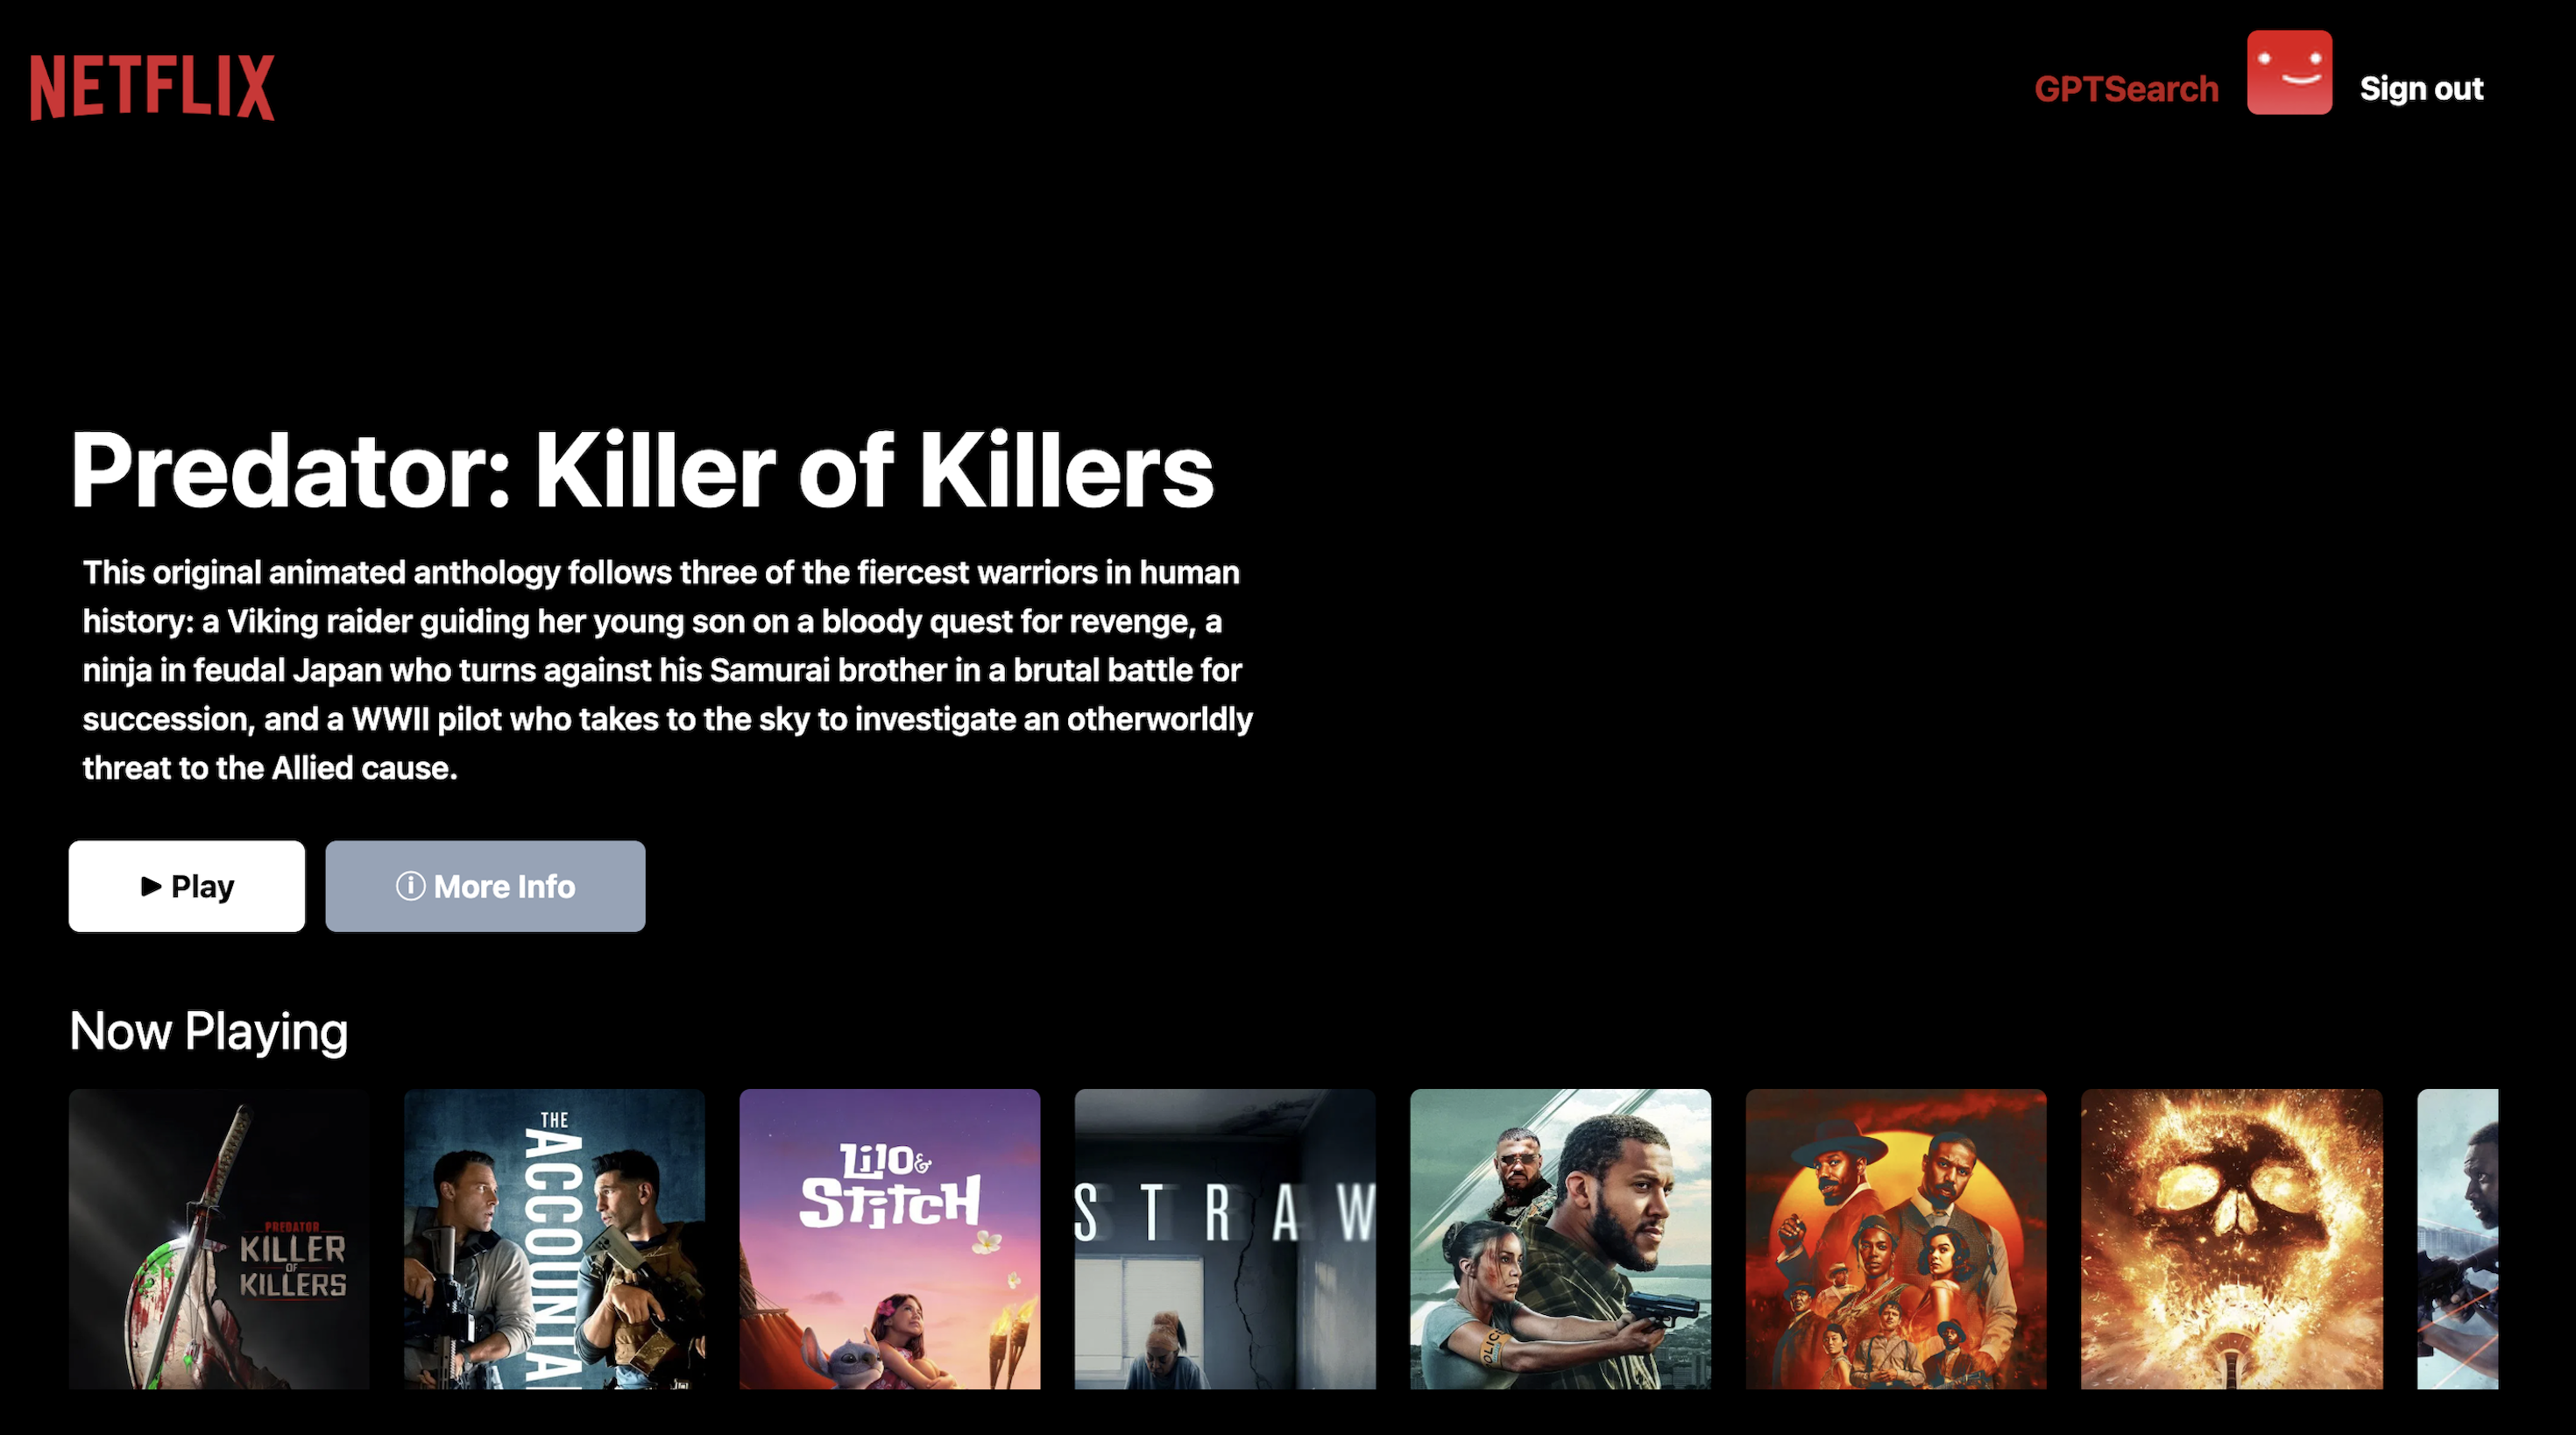 NETFLIX
GPTSearch
Sign out
Predator: Killer of Killers
This original animated anthology follows three of the fiercest warriors in human
history: a Viking raider guiding her young son on a bloody quest for revenge, a
ninja in feudal Japan who turns against his Samurai brother in a brutal battle for
succession, and a WWII pilot who takes to the sky to investigate an otherworldly
threat to the Allied cause.
Play
More Info
Now Playing
PREDATOR
KILLER
OF
KILLERS
THE
ACCOUNTA
Lilo &
Stitch
STRAW
OLIC